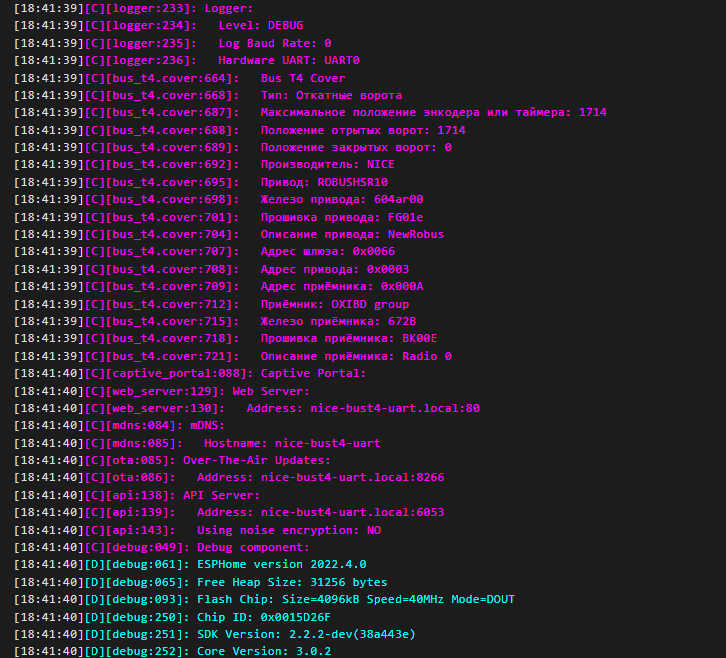 [18:41:39][C][logger:233]: Logger:
[18:41:39][C][logger:234]:   Level: DEBUG
[18:41:39][C][logger:235]:   Log Baud Rate: 0
[18:41:39][C][logger:236]:   Hardware UART: UART0
[18:41:39][C][bus_t4.cover:664]:   Bus T4 Cover
[18:41:39][C][bus_t4.cover:668]:   Тип: Откатные ворота
[18:41:39][C][bus_t4.cover:687]:   Максимальное положение энкодера или таймера: 1714
[18:41:39][C][bus_t4.cover:688]:   Положение отрытых ворот: 1714
[18:41:39][C][bus_t4.cover:689]:   Положение закрытых ворот: 0
[18:41:39][C][bus_t4.cover:692]:   Производитель: NICE
[18:41:39][C][bus_t4.cover:695]:   Привод: ROBUSHSR10
[18:41:39][C][bus_t4.cover:698]:   Железо привода: 604ar00
[18:41:39][C][bus_t4.cover:701]:   Прошивка привода: FG01e
[18:41:39][C][bus_t4.cover:704]:   Описание привода: NewRobus
[18:41:39][C][bus_t4.cover:707]:   Адрес шлюза: 0x0066
[18:41:39][C][bus_t4.cover:708]:   Адрес привода: 0x0003
[18:41:39][C][bus_t4.cover:709]:   Адрес приёмника: 0x000A
[18:41:39][C][bus_t4.cover:712]:   Приёмник: OXIBD group
[18:41:39][C][bus_t4.cover:715]:   Железо приёмника: 672B
[18:41:39][C][bus_t4.cover:718]:   Прошивка приёмника: BK00E
[18:41:39][C][bus_t4.cover:721]:   Описание приёмника: Radio 0
[18:41:40][C][captive_portal:088]: Captive Portal:
[18:41:40][C][web_server:129]: Web Server:
[18:41:40][C][web_server:130]:   Address: nice-bust4-uart.local:80
[18:41:40][C][mdns:084]: mDNS:
[18:41:40][C][mdns:085]:   Hostname: nice-bust4-uart
[18:41:40][C][ota:085]: Over-The-Air Updates:
[18:41:40][C][ota:086]:   Address: nice-bust4-uart.local:8266
[18:41:40][C][api:138]: API Server:
[18:41:40][C][api:139]:   Address: nice-bust4-uart.local:6053
[18:41:40][C][api:143]:   Using noise encryption: NO
[18:41:40][C][debug:049]: Debug component:
[18:41:40][D][debug:061]: ESPHome version 2022.4.0
[18:41:40][D][debug:065]: Free Heap Size: 31256 bytes
[18:41:40][D][debug:093]: Flash Chip: Size=4096kB Speed=40MHz Mode=DOUT
[18:41:40][D][debug:250]: Chip ID: 0x0015D26F
[18:41:40][D][debug:251]: SDK Version: 2.2.2-dev(38a443e)
[18:41:40][D][debug:252]: Core Version: 3.0.2